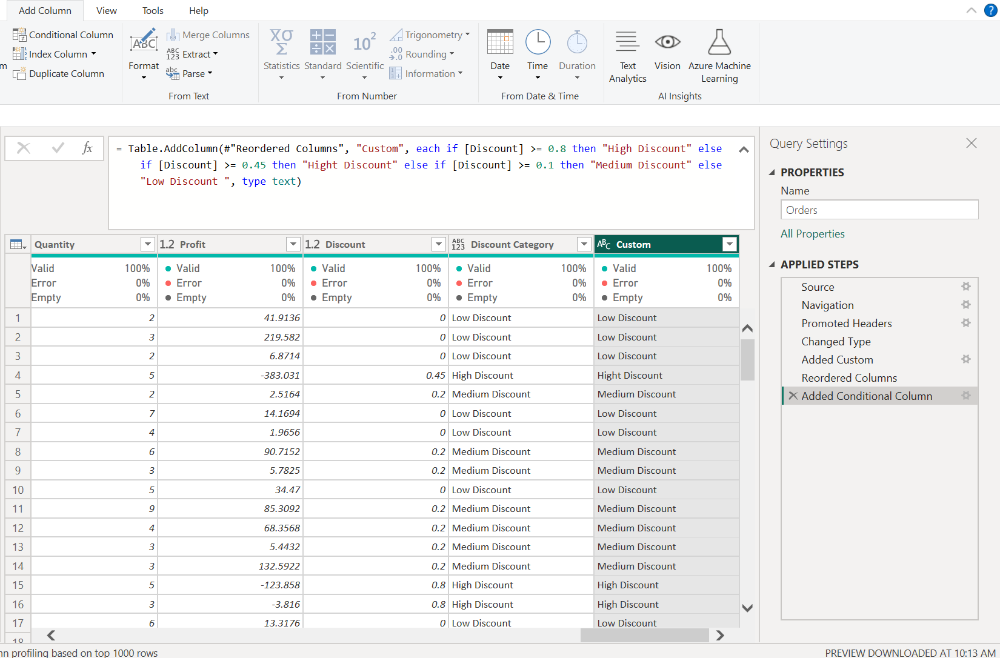 Add Column View Tools Help
?
Conditional Column
Index Column
Duplicate Column
m
ABC
Format
Merge Columns
ABC 123 Extract
abc Parse
From Text
Χσ Σ
Statistics
Standard
10²
Scientific
Trigonometry
.00 →.0 Rounding
Information
From Number
Date
Time
Duration
From Date & Time
Text Analytics
Vision
Azure Machine Learning
AI Insights
fx
= Table.AddColumn(#"Reordered Columns", "Custom", each if [Discount] >= 0.8 then "High Discount" else
if [Discount] >= 0.45 then "Hight Discount" else if [Discount] >= 0.1 then "Medium Discount" else
"Low Discount ", type text)
Quantity 1.2 Profit 1.2 Discount ABC 123 Discount Category ABC Custom
Valid 100% Valid 100% Valid 100% Valid 100% Valid 100%
Error 0% Error 0% Error 0% Error 0% Error 0%
Empty 0% Empty 0% Empty 0% Empty 0% Empty 0%
1 2 41.9136 0 Low Discount Low Discount
2 3 219.582 0 Low Discount Low Discount
3 2 6.8714 0 Low Discount Low Discount
4 5 -383.031 0.45 High Discount Hight Discount
5 2 2.5164 0.2 Medium Discount Medium Discount
6 7 14.1694 0 Low Discount Low Discount
7 4 1.9656 0 Low Discount Low Discount
8 6 90.7152 0.2 Medium Discount Medium Discount
9 3 5.7825 0.2 Medium Discount Medium Discount
10 5 34.47 0 Low Discount Low Discount
11 9 85.3092 0.2 Medium Discount Medium Discount
12 4 68.3568 0.2 Medium Discount Medium Discount
13 3 5.4432 0.2 Medium Discount Medium Discount
14 3 132.5922 0.2 Medium Discount Medium Discount
15 5 -123.858 0.8 High Discount High Discount
16 3 -3.816 0.8 High Discount High Discount
17 6 13.3176 0 Low Discount Low Discount
18
Query Settings
PROPERTIES
Name
Orders
All Properties
APPLIED STEPS
Source
Navigation
Promoted Headers
Changed Type
Added Custom
Reordered Columns
Added Conditional Column
n profiling based on top 1000 rows
PREVIEW DOWNLOADED AT 10:13 AM